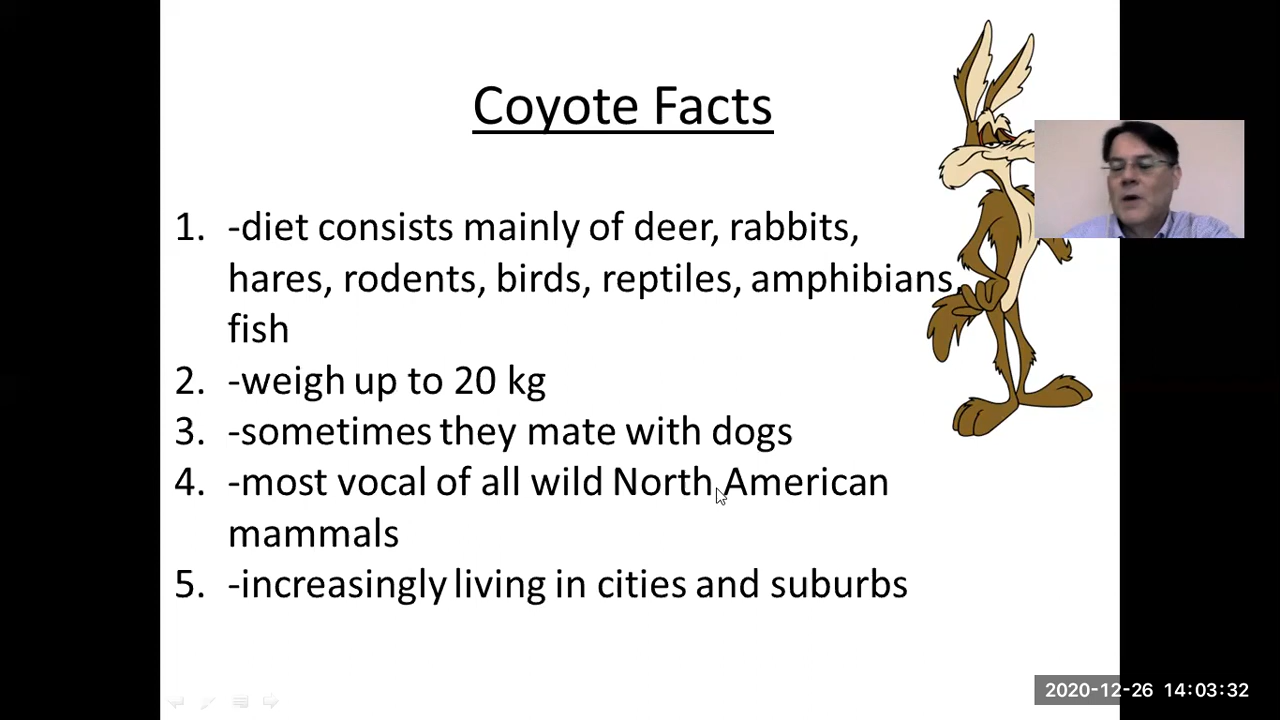 Coyote Facts
1. -diet consists mainly of deer, rabbits,
hares, rodents, birds, reptiles, amphibians,
fish
2. -weigh up to 20 kg
3. -sometimes they mate with dogs
4. -most vocal of all wild North American
mammals
5. -increasingly living in cities and suburbs
2020-12-26 14:03:32